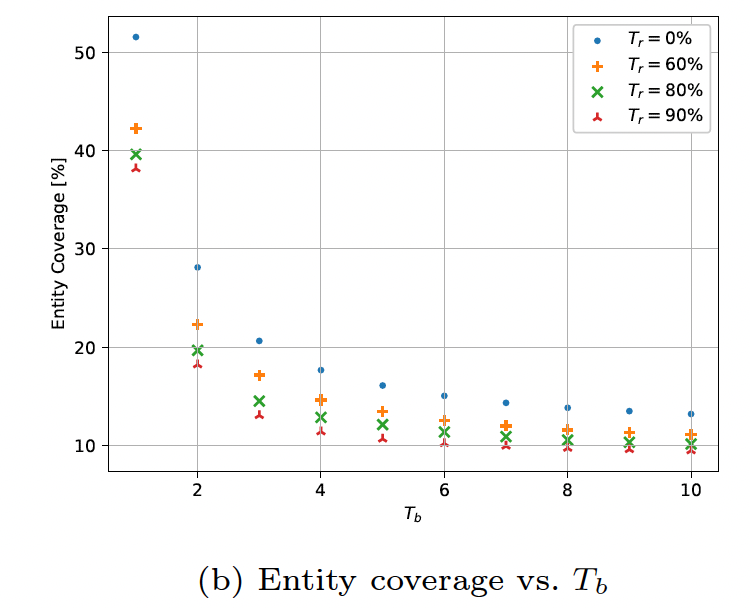 50
40
30
20
10
Entity Coverage [%]
T_r = 0%
T_r = 60%
T_r = 80%
T_r = 90%
2 4 6 8 10
T_b
(b) Entity coverage vs. T_b